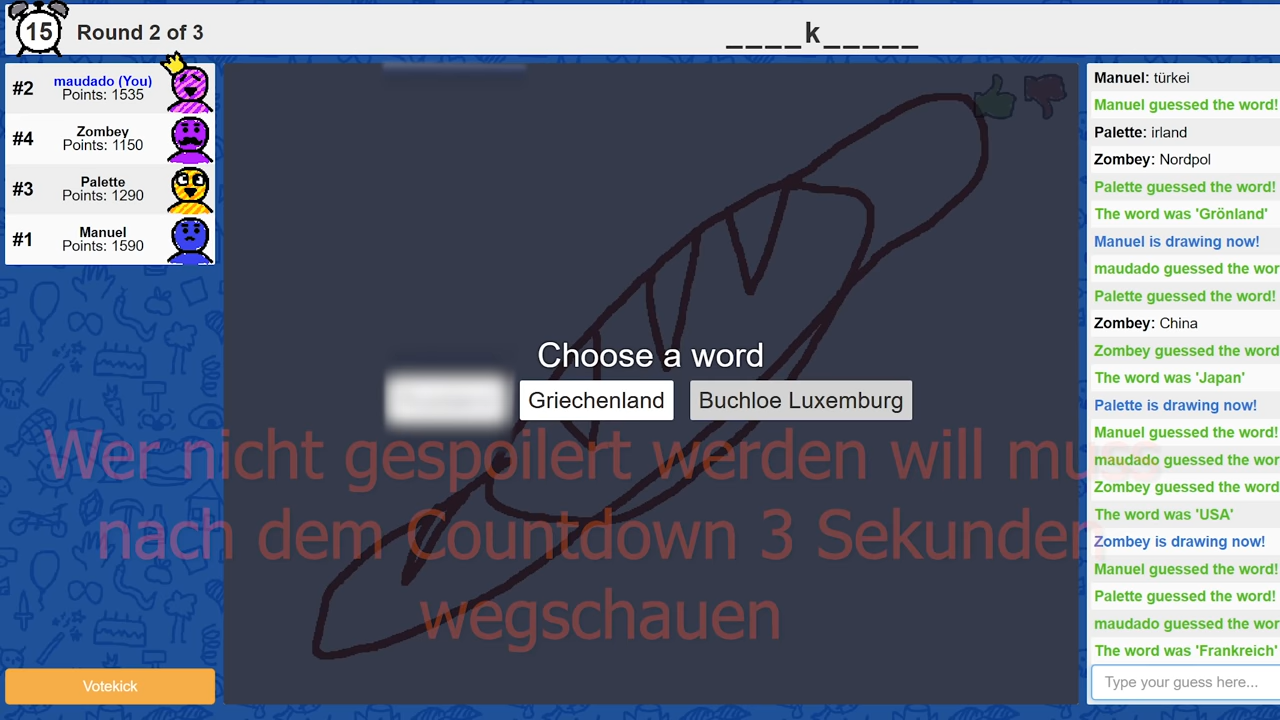 15
Round 2 of 3
_ _ _ _ k _ _ _ _ _
#2
maudado (You)
Points: 1535
#4
Zombey
Points: 1150
#3
Palette
Points: 1290
#1
Manuel
Points: 1590
Choose a word
Griechenland
Buchloe Luxemburg
Wer nicht gespoilert werden will muss
nach dem Countdown 3 Sekunden
wegschauen
Votekick
Manuel: türkei
Manuel guessed the word!
Palette: irland
Zombey: Nordpol
Palette guessed the word!
The word was 'Grönland'
Manuel is drawing now!
maudado guessed the wor
Palette guessed the word!
Zombey: China
Zombey guessed the word
The word was 'Japan'
Palette is drawing now!
Manuel guessed the word!
maudado guessed the wor
Zombey guessed the word
The word was 'USA'
Zombey is drawing now!
Manuel guessed the word!
Palette guessed the word!
maudado guessed the wor
The word was 'Frankreich'
Type your guess here...